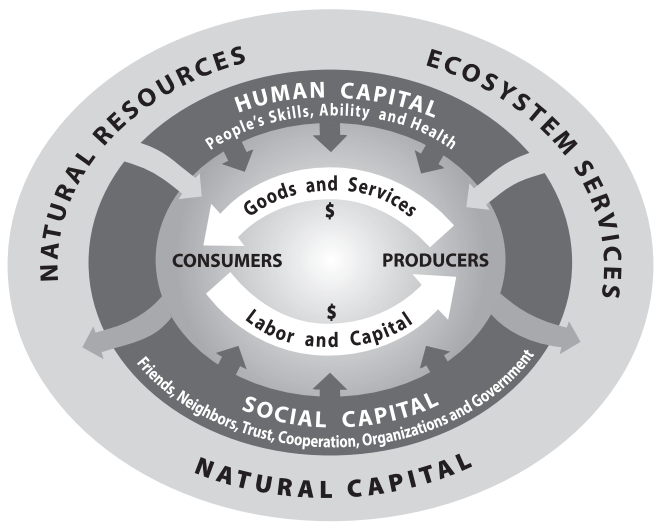 NATURAL RESOURCES
ECOSYSTEM SERVICES
HUMAN CAPITAL
People's Skills, Ability and Health
Goods and Services
$
CONSUMERS
PRODUCERS
$
Labor and Capital
SOCIAL CAPITAL
Friends, Neighbors, Trust, Cooperation, Organizations and Government
NATURAL CAPITAL